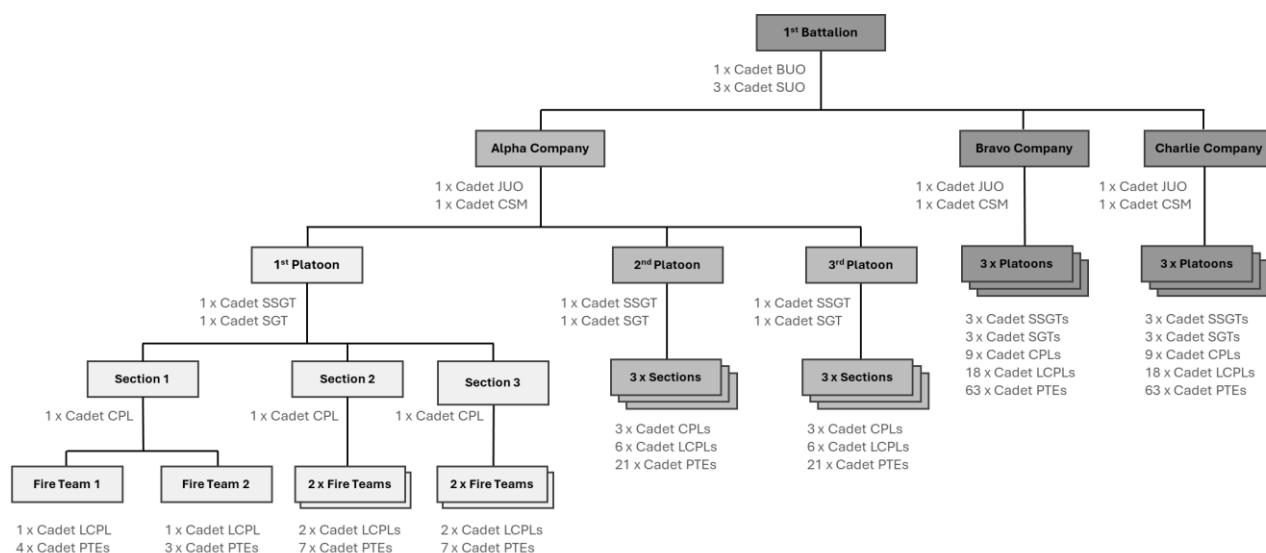 1st Battalion
1 x Cadet BUO
3 x Cadet SUO
Alpha Company
Bravo Company
Charlie Company
1 x Cadet JUO
1 x Cadet CSM
1 x Cadet JUO
1 x Cadet CSM
1 x Cadet JUO
1 x Cadet CSM
1st Platoon
2nd Platoon
3rd Platoon
3 x Platoons
3 x Platoons
1 x Cadet SSGT
1 x Cadet SGT
1 x Cadet SSGT
1 x Cadet SGT
1 x Cadet SSGT
1 x Cadet SGT
3 x Cadet SSGTs
3 x Cadet SGTs
9 x Cadet CPLs
18 x Cadet LCPLs
63 x Cadet PTEs
3 x Cadet SSGTs
3 x Cadet SGTs
9 x Cadet CPLs
18 x Cadet LCPLs
63 x Cadet PTEs
Section 1
Section 2
Section 3
3 x Sections
3 x Sections
1 x Cadet CPL
1 x Cadet CPL
1 x Cadet CPL
3 x Cadet CPLs
6 x Cadet LCPLs
21 x Cadet PTEs
3 x Cadet CPLs
6 x Cadet LCPLs
21 x Cadet PTEs
Fire Team 1
Fire Team 2
2 x Fire Teams
2 x Fire Teams
1 x Cadet LCPL
4 x Cadet PTEs
1 x Cadet LCPL
3 x Cadet PTEs
2 x Cadet LCPLs
7 x Cadet PTEs
2 x Cadet LCPLs
7 x Cadet PTEs